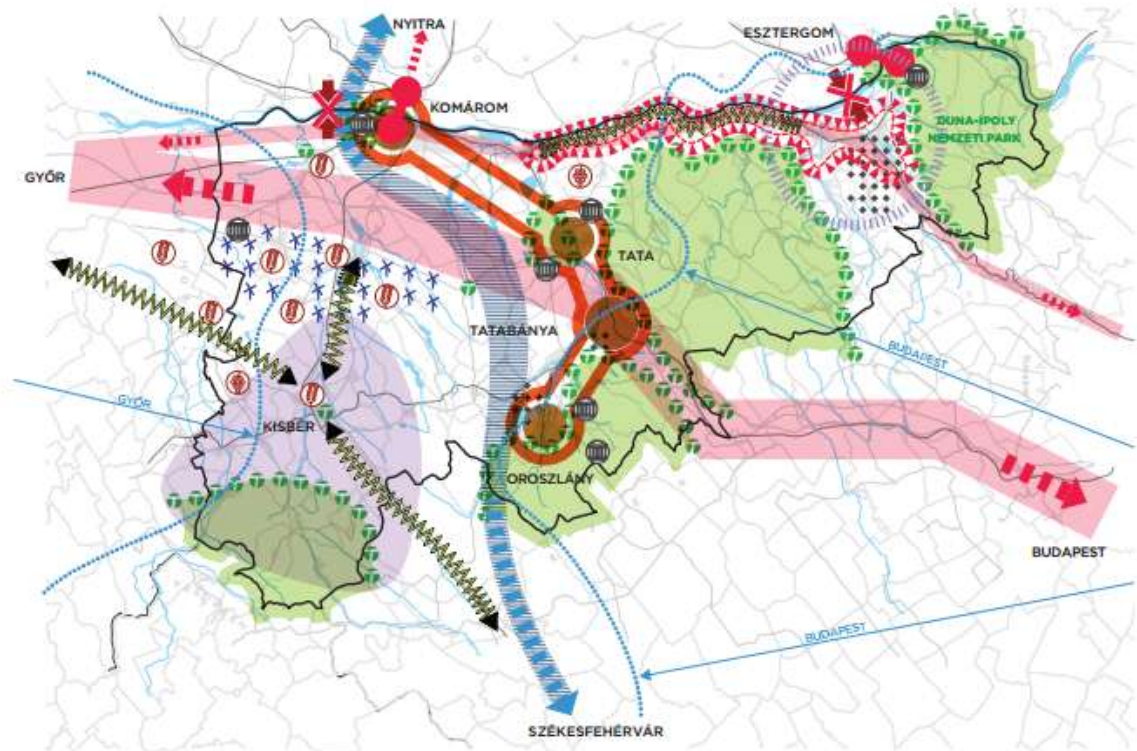 NYITRA
ESZTERGOM
KOMÁROM
DUNA-IPOLY
NEMZETI PARK
GYŐR
TATA
TATABÁNYA
BUDAPEST
GYŐR
KISBÉR
OROSZLÁNY
BUDAPEST
BUDAPEST
SZÉKESFEHÉRVÁR